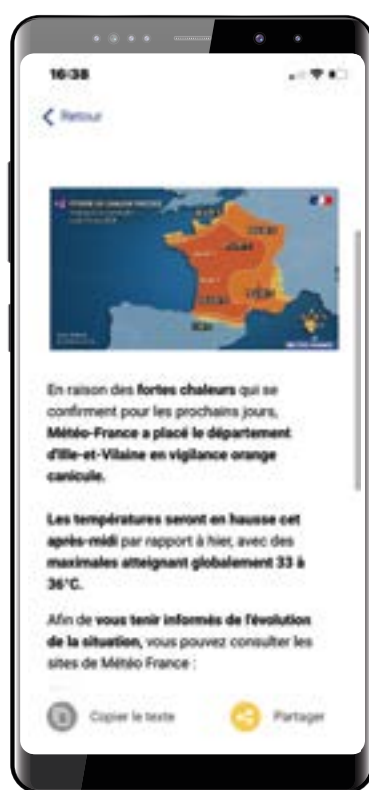 16:38
Retour
MÉTÉO FRANCE
En raison des fortes chaleurs qui se
confirment pour les prochains jours,
Météo-France a placé le département
d'Ille-et-Vilaine en vigilance orange
canicule.
Les températures seront en hausse cet
après-midi par rapport à hier, avec des
maximales atteignant globalement 33 à
36°C.
Afin de vous tenir informés de l'évolution
de la situation, vous pouvez consulter les
sites de Météo France :
Copier le texte
Partager